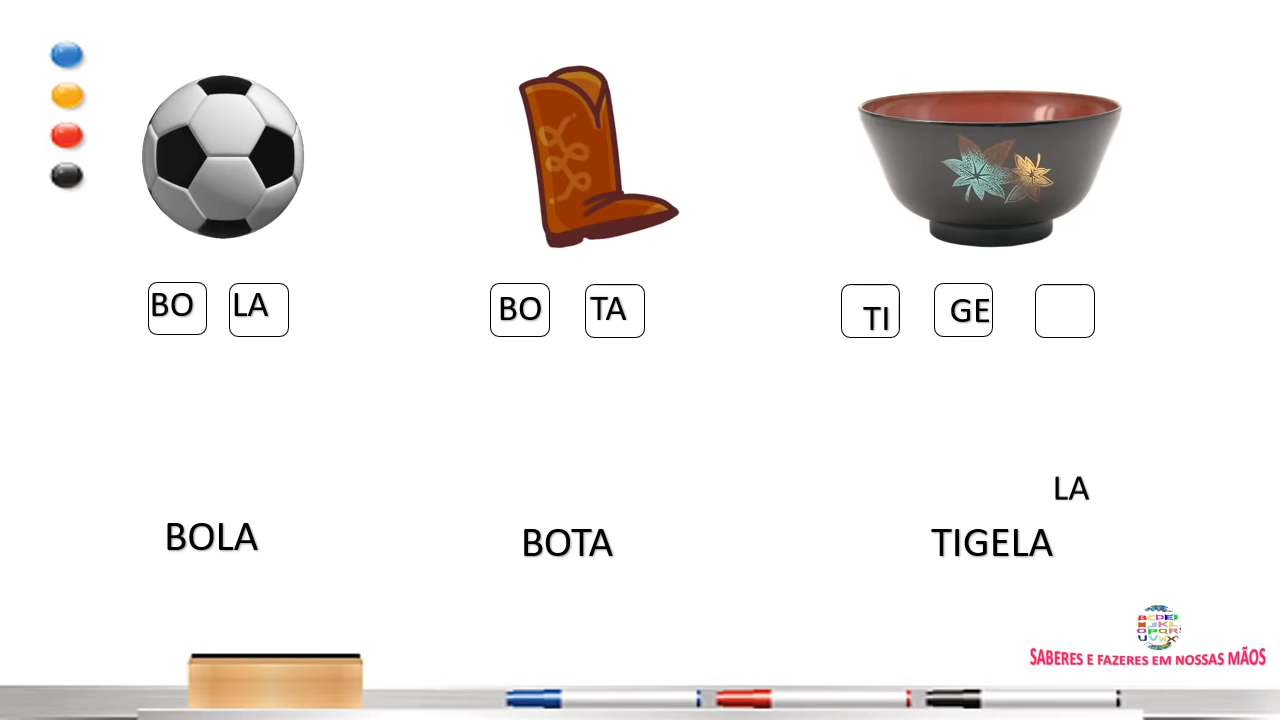 BO LA
BO TA
TI GE
LA
BOLA
BOTA
TIGELA
SABERES E FAZERES EM NOSSAS MÃOS